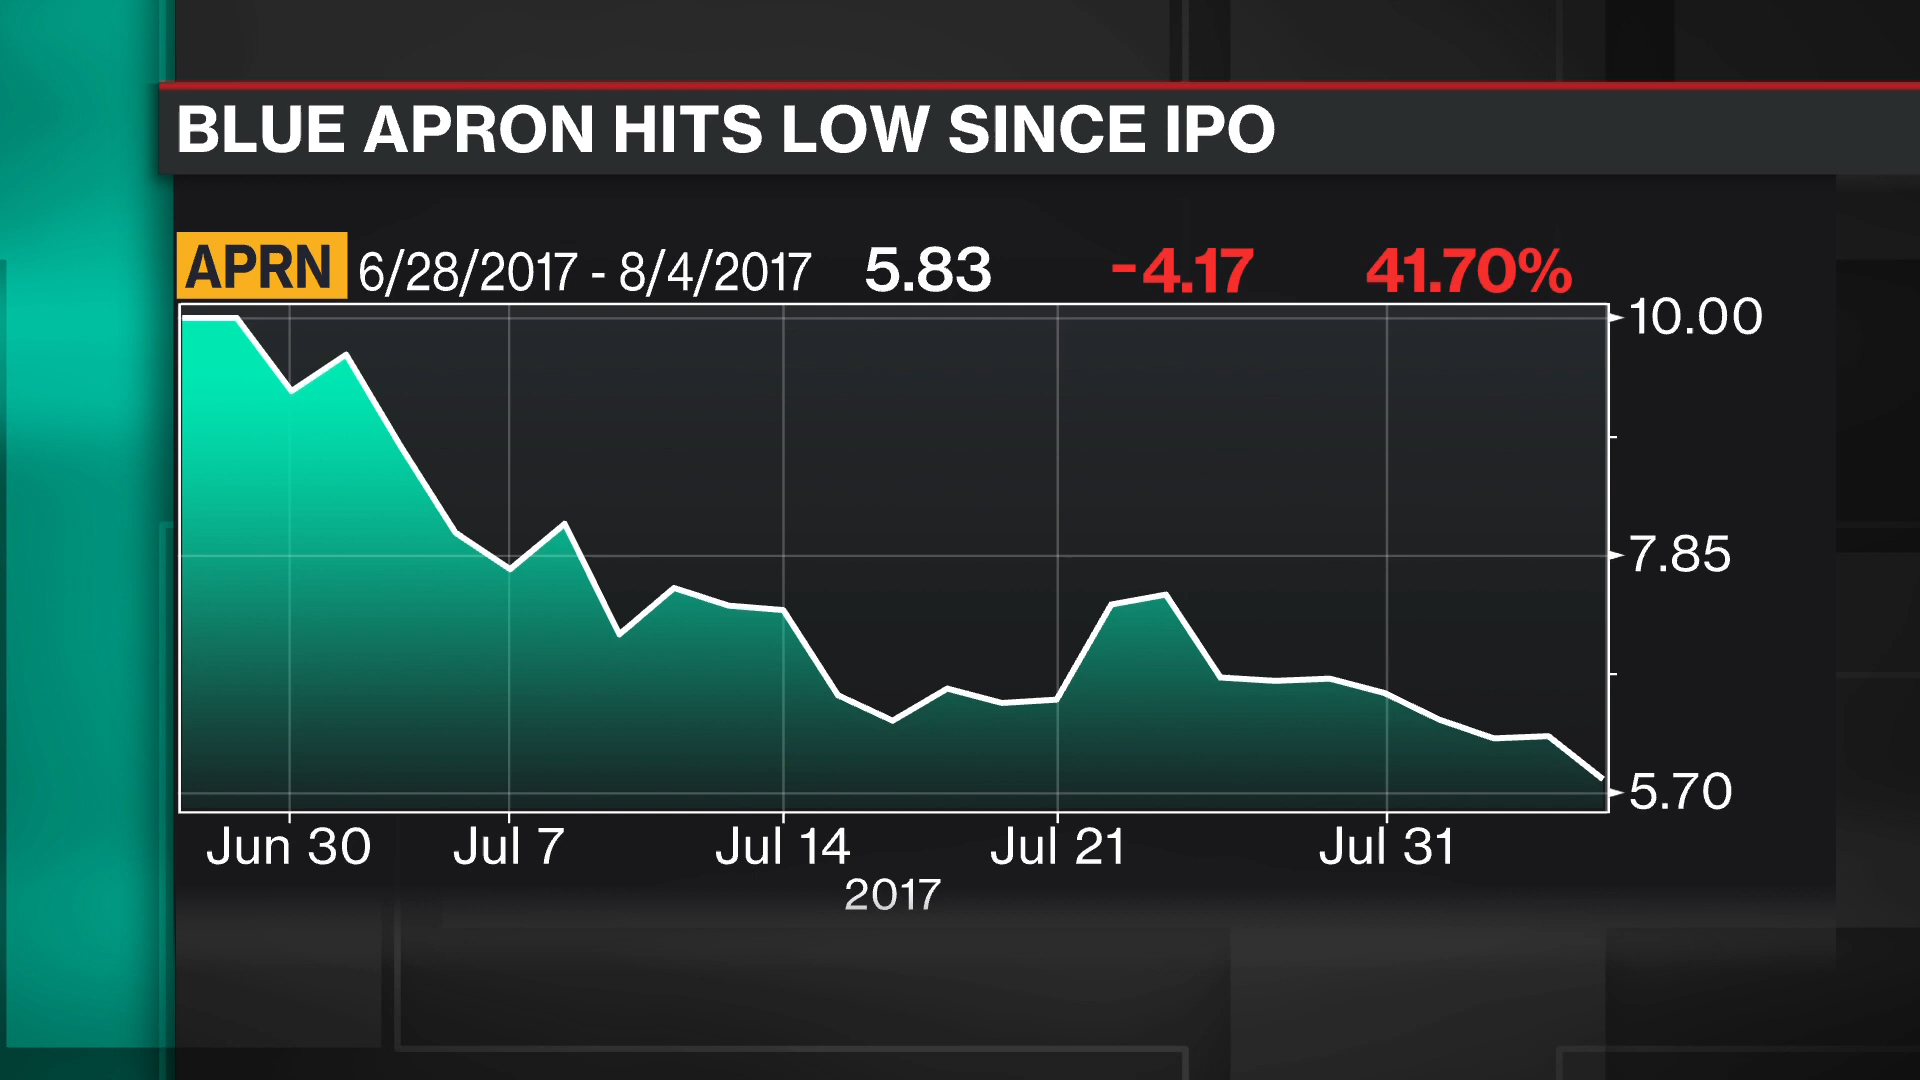 BLUE APRON HITS LOW SINCE IPO
APRN 6/28/2017 - 8/4/2017 5.83 -4.17 41.70%
10.00
7.85
5.70
Jun 30 Jul 7 Jul 14 Jul 21 Jul 31
2017